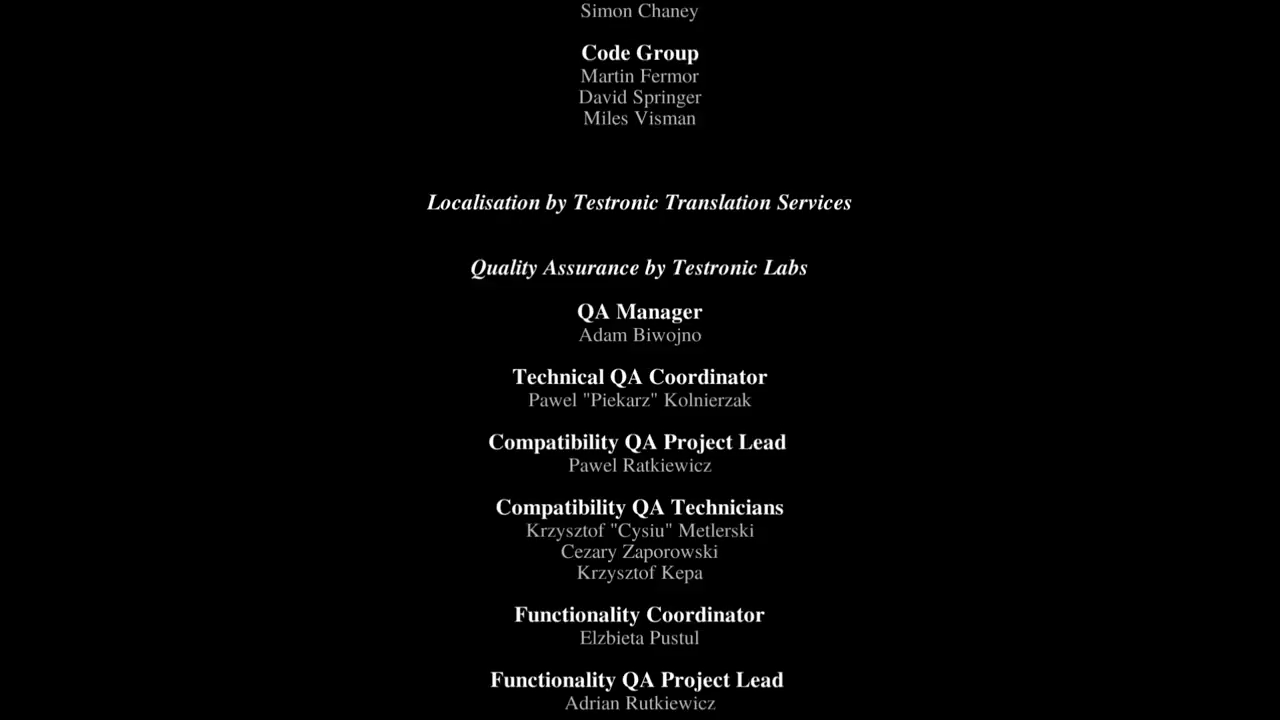 Simon Chaney
Code Group
Martin Fermor
David Springer
Miles Visman
Localisation by Testronic Translation Services
Quality Assurance by Testronic Labs
QA Manager
Adam Biwojno
Technical QA Coordinator
Pawel "Piekarz" Kolnierzak
Compatibility QA Project Lead
Pawel Ratkiewicz
Compatibility QA Technicians
Krzysztof "Cysiu" Metlerski
Cezary Zaporowski
Krzysztof Kepa
Functionality Coordinator
Elzbieta Pustul
Functionality QA Project Lead
Adrian Rutkiewicz